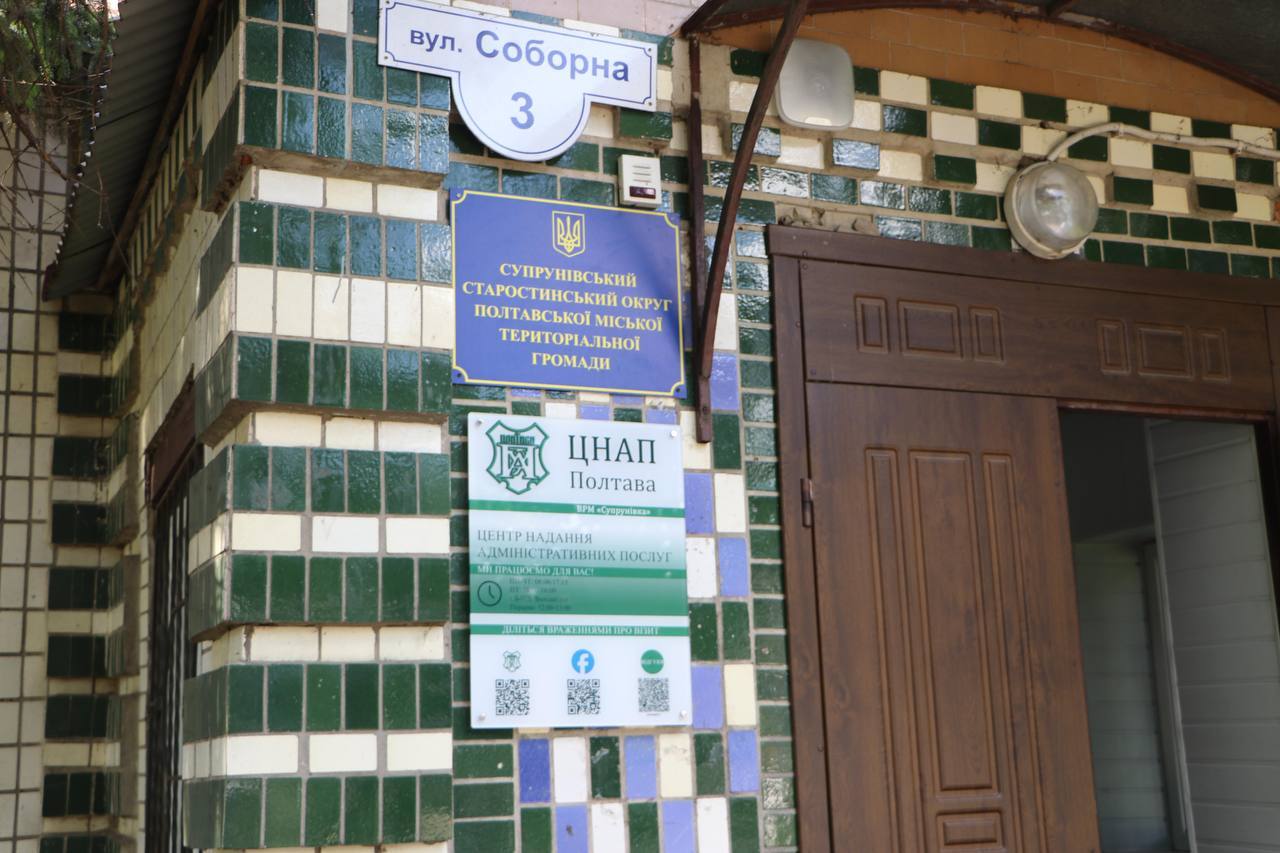 вул. Соборна
3
СУПРУНІВСЬКИЙ
СТАРОСТИНСЬКИЙ ОКРУГ
ПОЛТАВСЬКОЇ МІСЬКОЇ
ТЕРИТОРІАЛЬНОЇ
ГРОМАДИ
ЦНАП
Полтава
ВРМ «Супрунівка»
ЦЕНТР НАДАННЯ
АДМІНІСТРАТИВНИХ ПОСЛУГ
МИ ПРАЦЮЄМО ДЛЯ ВАС!
ДІЛІТЬСЯ ВРАЖЕННЯМИ ПРО ВІЗИТ
ВІДГУКИ